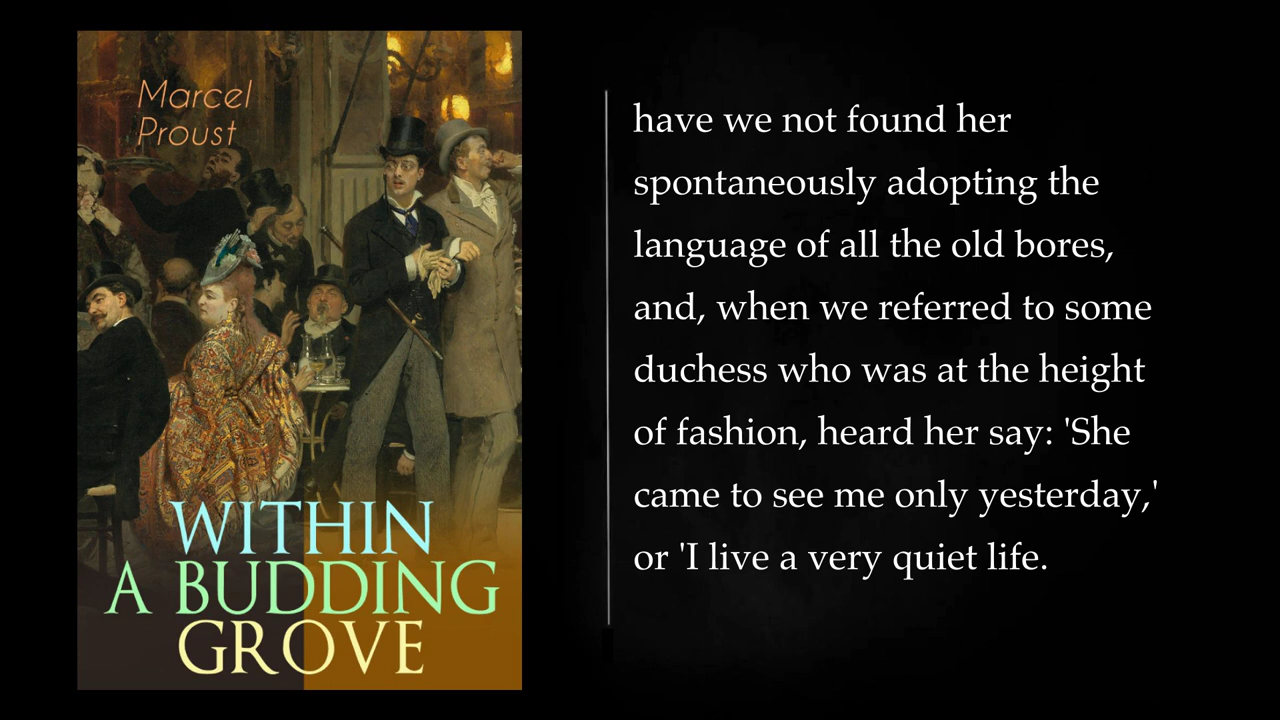 Marcel
Proust
WITHIN
A BUDDING
GROVE
have we not found her
spontaneously adopting the
language of all the old bores,
and, when we referred to some
duchess who was at the height
of fashion, heard her say: 'She
came to see me only yesterday,'
or 'I live a very quiet life.